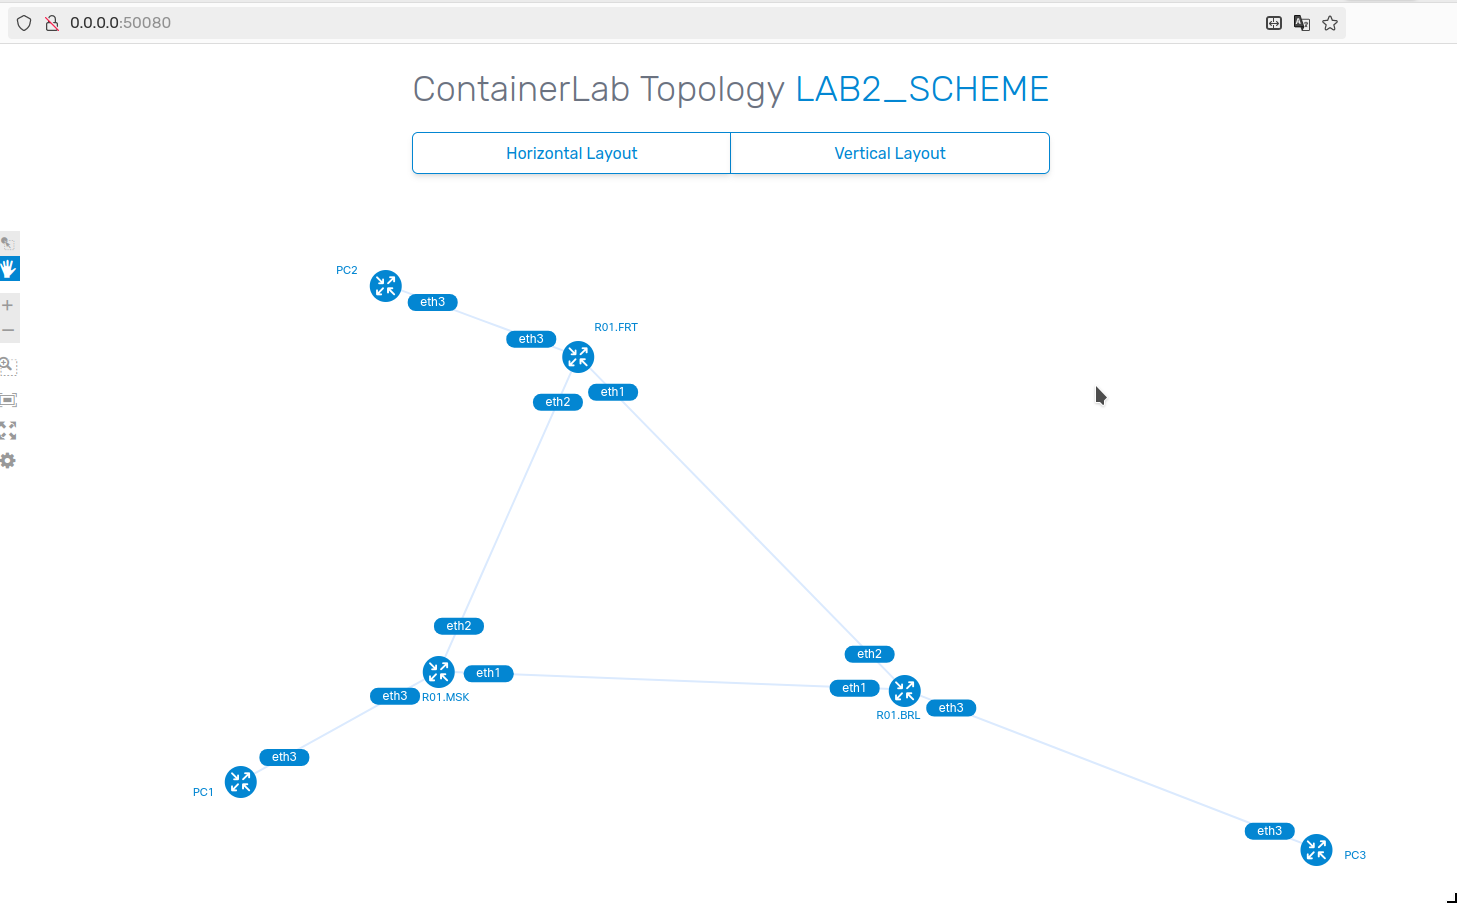 0.0.0.0:50080
ContainerLab Topology LAB2_SCHEME
Horizontal Layout
Vertical Layout
PC2
eth3
eth3
R01.FRT
eth2
eth1
eth2
R01.MSK
eth1
eth3
eth3
PC1
eth2
eth1
R01.BRL
eth3
eth3
PC3